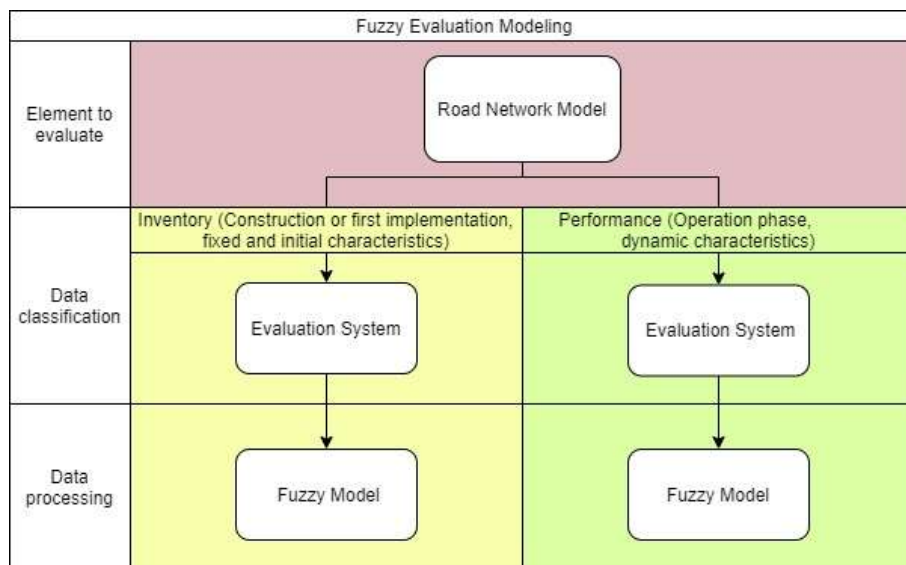 Fuzzy Evaluation Modeling
Element to
evaluate
Road Network Model
Inventory (Construction or first implementation,
fixed and initial characteristics)
Performance (Operation phase,
dynamic characteristics)
Data
classification
Evaluation System
Evaluation System
Data
processing
Fuzzy Model
Fuzzy Model